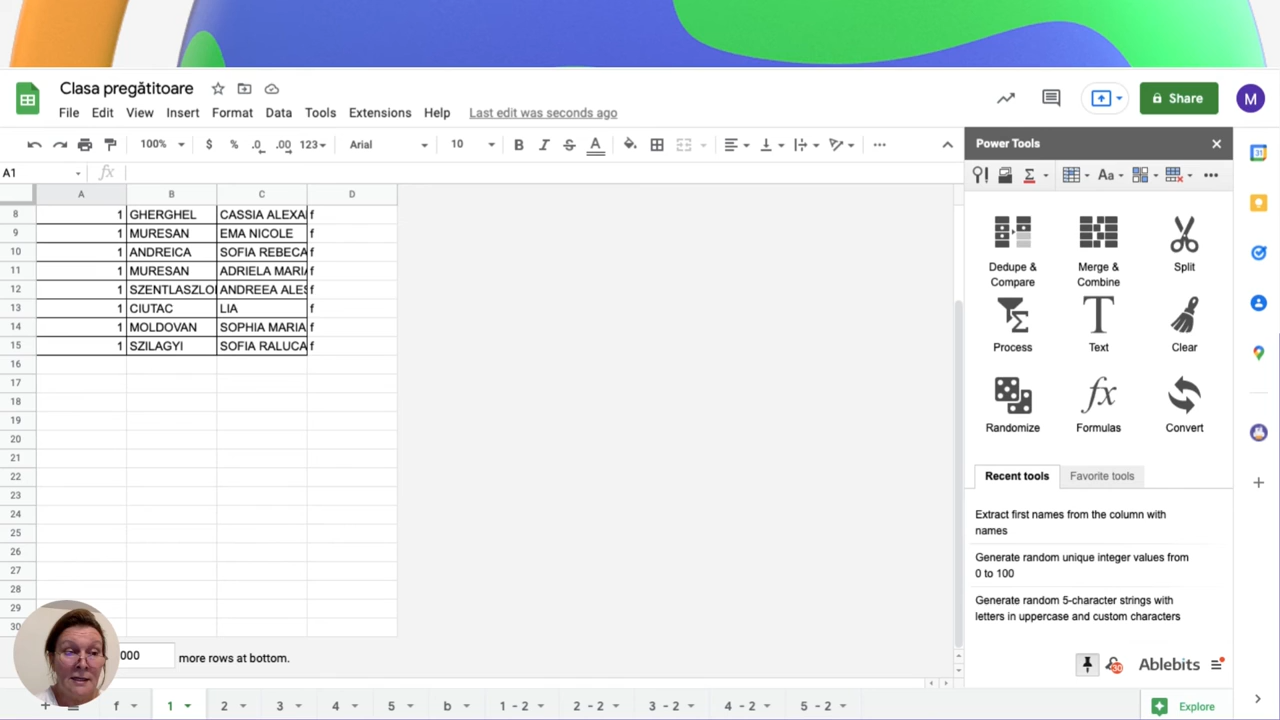 Clasa pregătitoare
File Edit View Insert Format Data Tools Extensions Help Last edit was seconds ago
Share
M
100% $ % .0 .00 123 Arial 10 B I S A
A1 fx
A B C D
8 1 GHERGHEL CASSIA ALEXA f
9 1 MURESAN EMA NICOLE f
10 1 ANDREICA SOFIA REBECA f
11 1 MURESAN ADRIELA MARIA f
12 1 SZENTLASZLO ANDREEA ALES f
13 1 CIUTAC LIA f
14 1 MOLDOVAN SOPHIA MARIA f
15 1 SZILAGYI SOFIA RALUCA f
16
17
18
19
20
21
22
23
24
25
26
27
28
29
30
000 more rows at bottom.
f 1 2 3 4 5 b 1 - 2 2 - 2 3 - 2 4 - 2 5 - 2
Explore
Power Tools
Σ Aa
Dedupe &
Compare
Merge &
Combine
Split
Process
Text
Clear
Randomize
Formulas
Convert
Recent tools Favorite tools
Extract first names from the column with
names
Generate random unique integer values from
0 to 100
Generate random 5-character strings with
letters in uppercase and custom characters
30
Ablebits
31